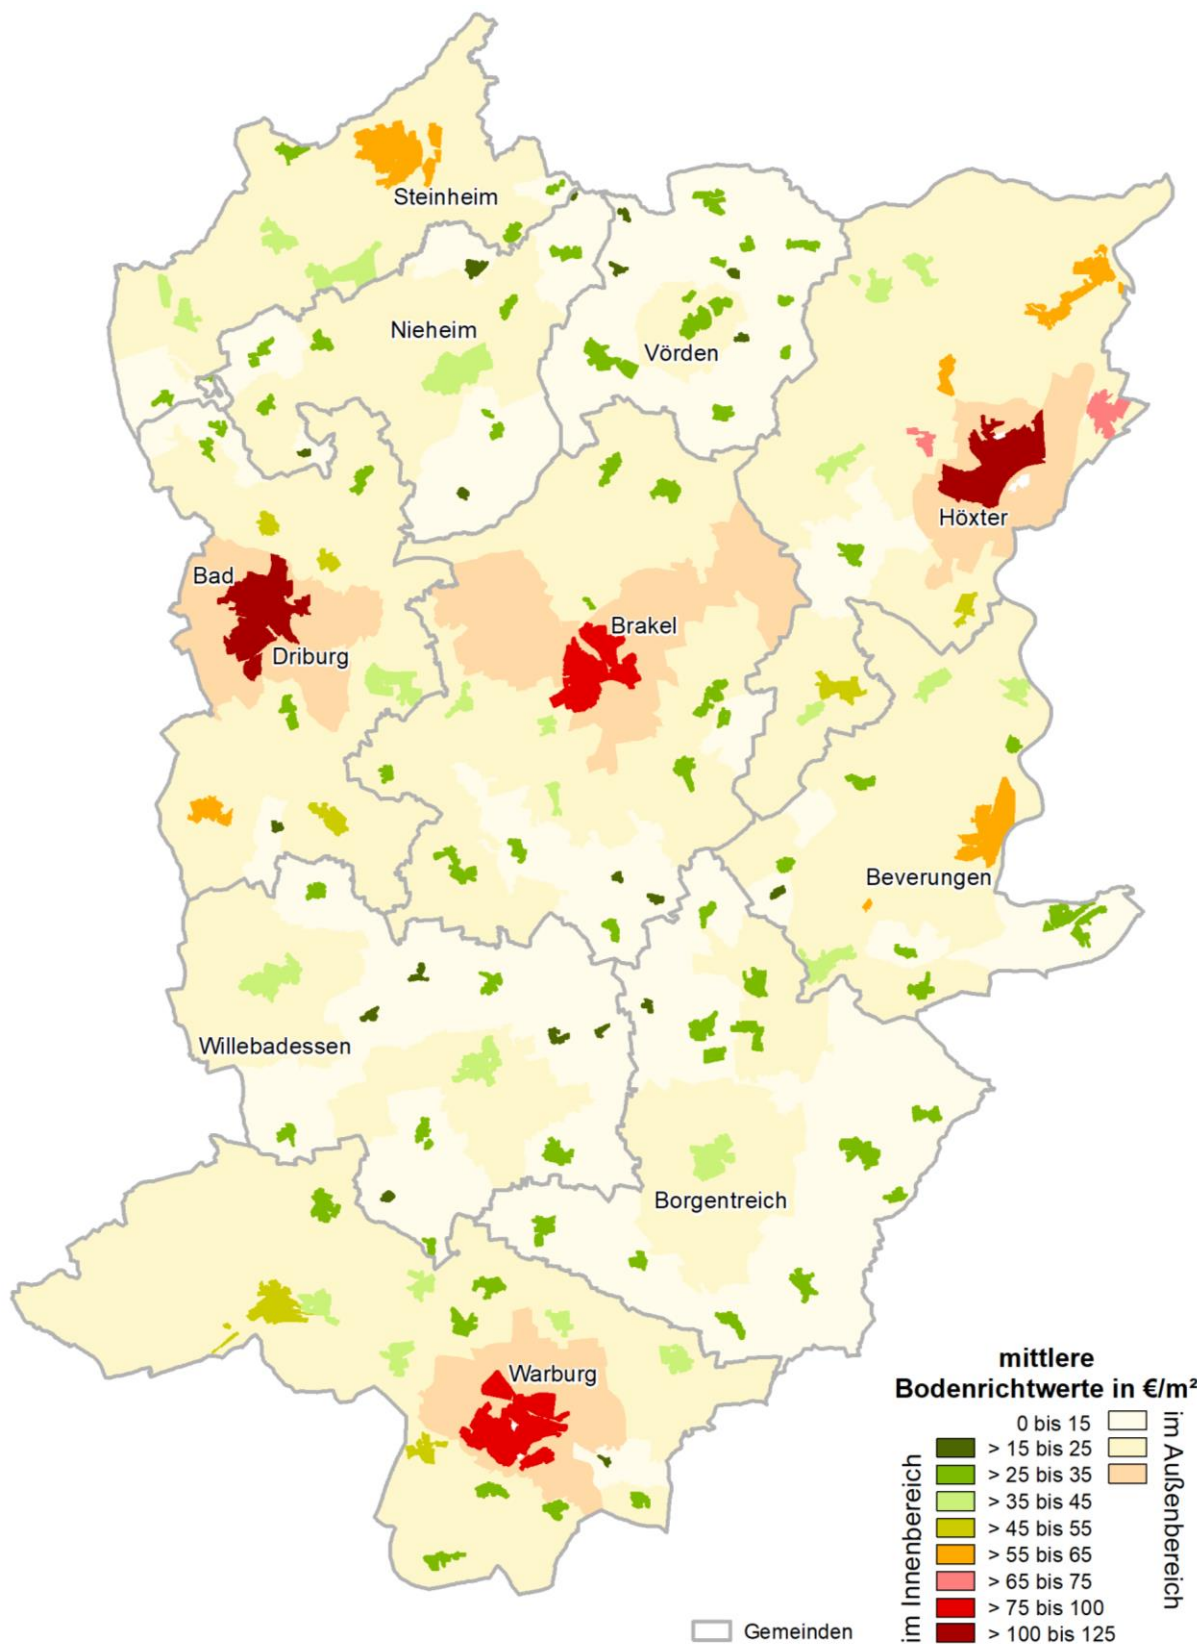 Steinheim
Nieheim
Vörden
Höxter
Bad
Driburg
Brakel
Beverungen
Willebadessen
Borgentreich
Warburg
mittlere
Bodenrichtwerte in €/m²
0 bis 15
> 15 bis 25
> 25 bis 35
> 35 bis 45
> 45 bis 55
> 55 bis 65
> 65 bis 75
> 75 bis 100
> 100 bis 125
im Innenbereich
im Außenbereich
Gemeinden